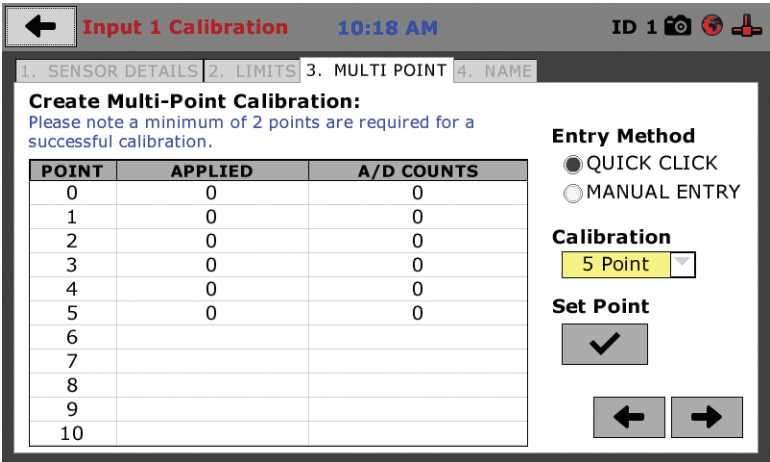 Input 1 Calibration 10:18 AM ID 1
1. SENSOR DETAILS 2. LIMITS 3. MULTI POINT 4. NAME
Create Multi-Point Calibration:
Please note a minimum of 2 points are required for a
successful calibration.
POINT APPLIED A/D COUNTS
0 0 0
1 0 0
2 0 0
3 0 0
4 0 0
5 0 0
6
7
8
9
10
Entry Method
QUICK CLICK
MANUAL ENTRY
Calibration
5 Point
Set Point